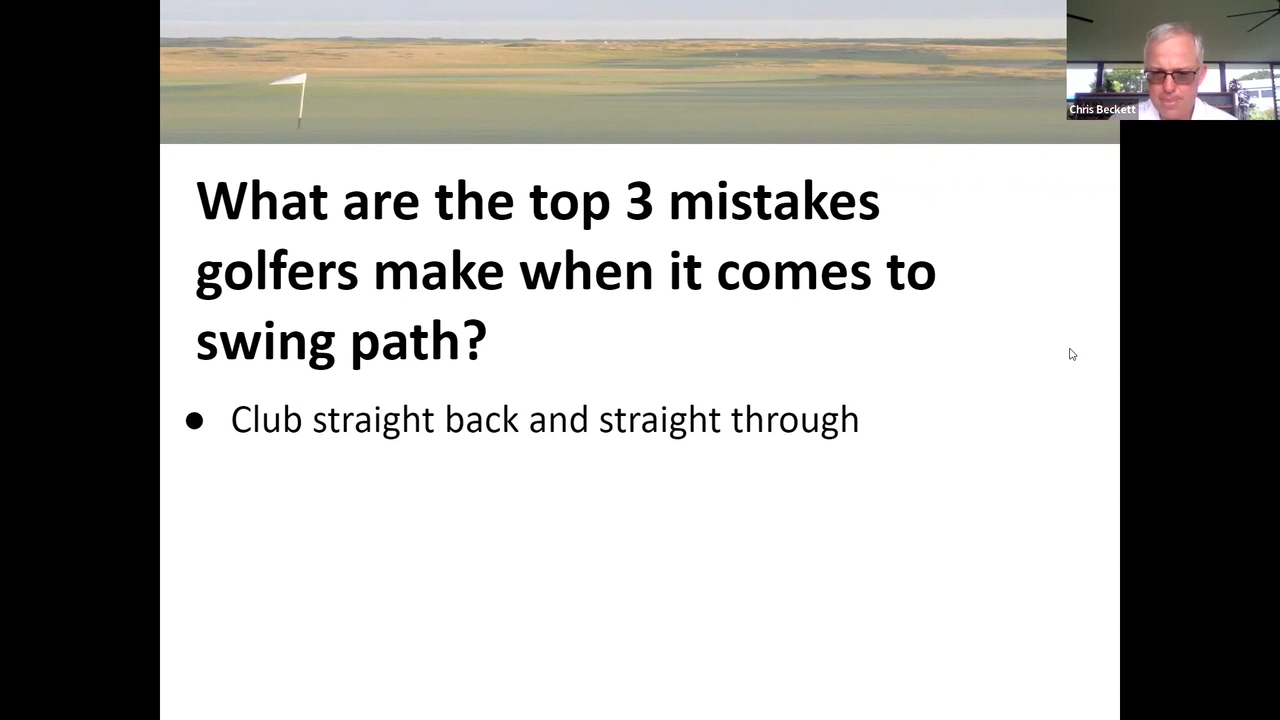 Chris Beckett
What are the top 3 mistakes
golfers make when it comes to
swing path?
● Club straight back and straight through